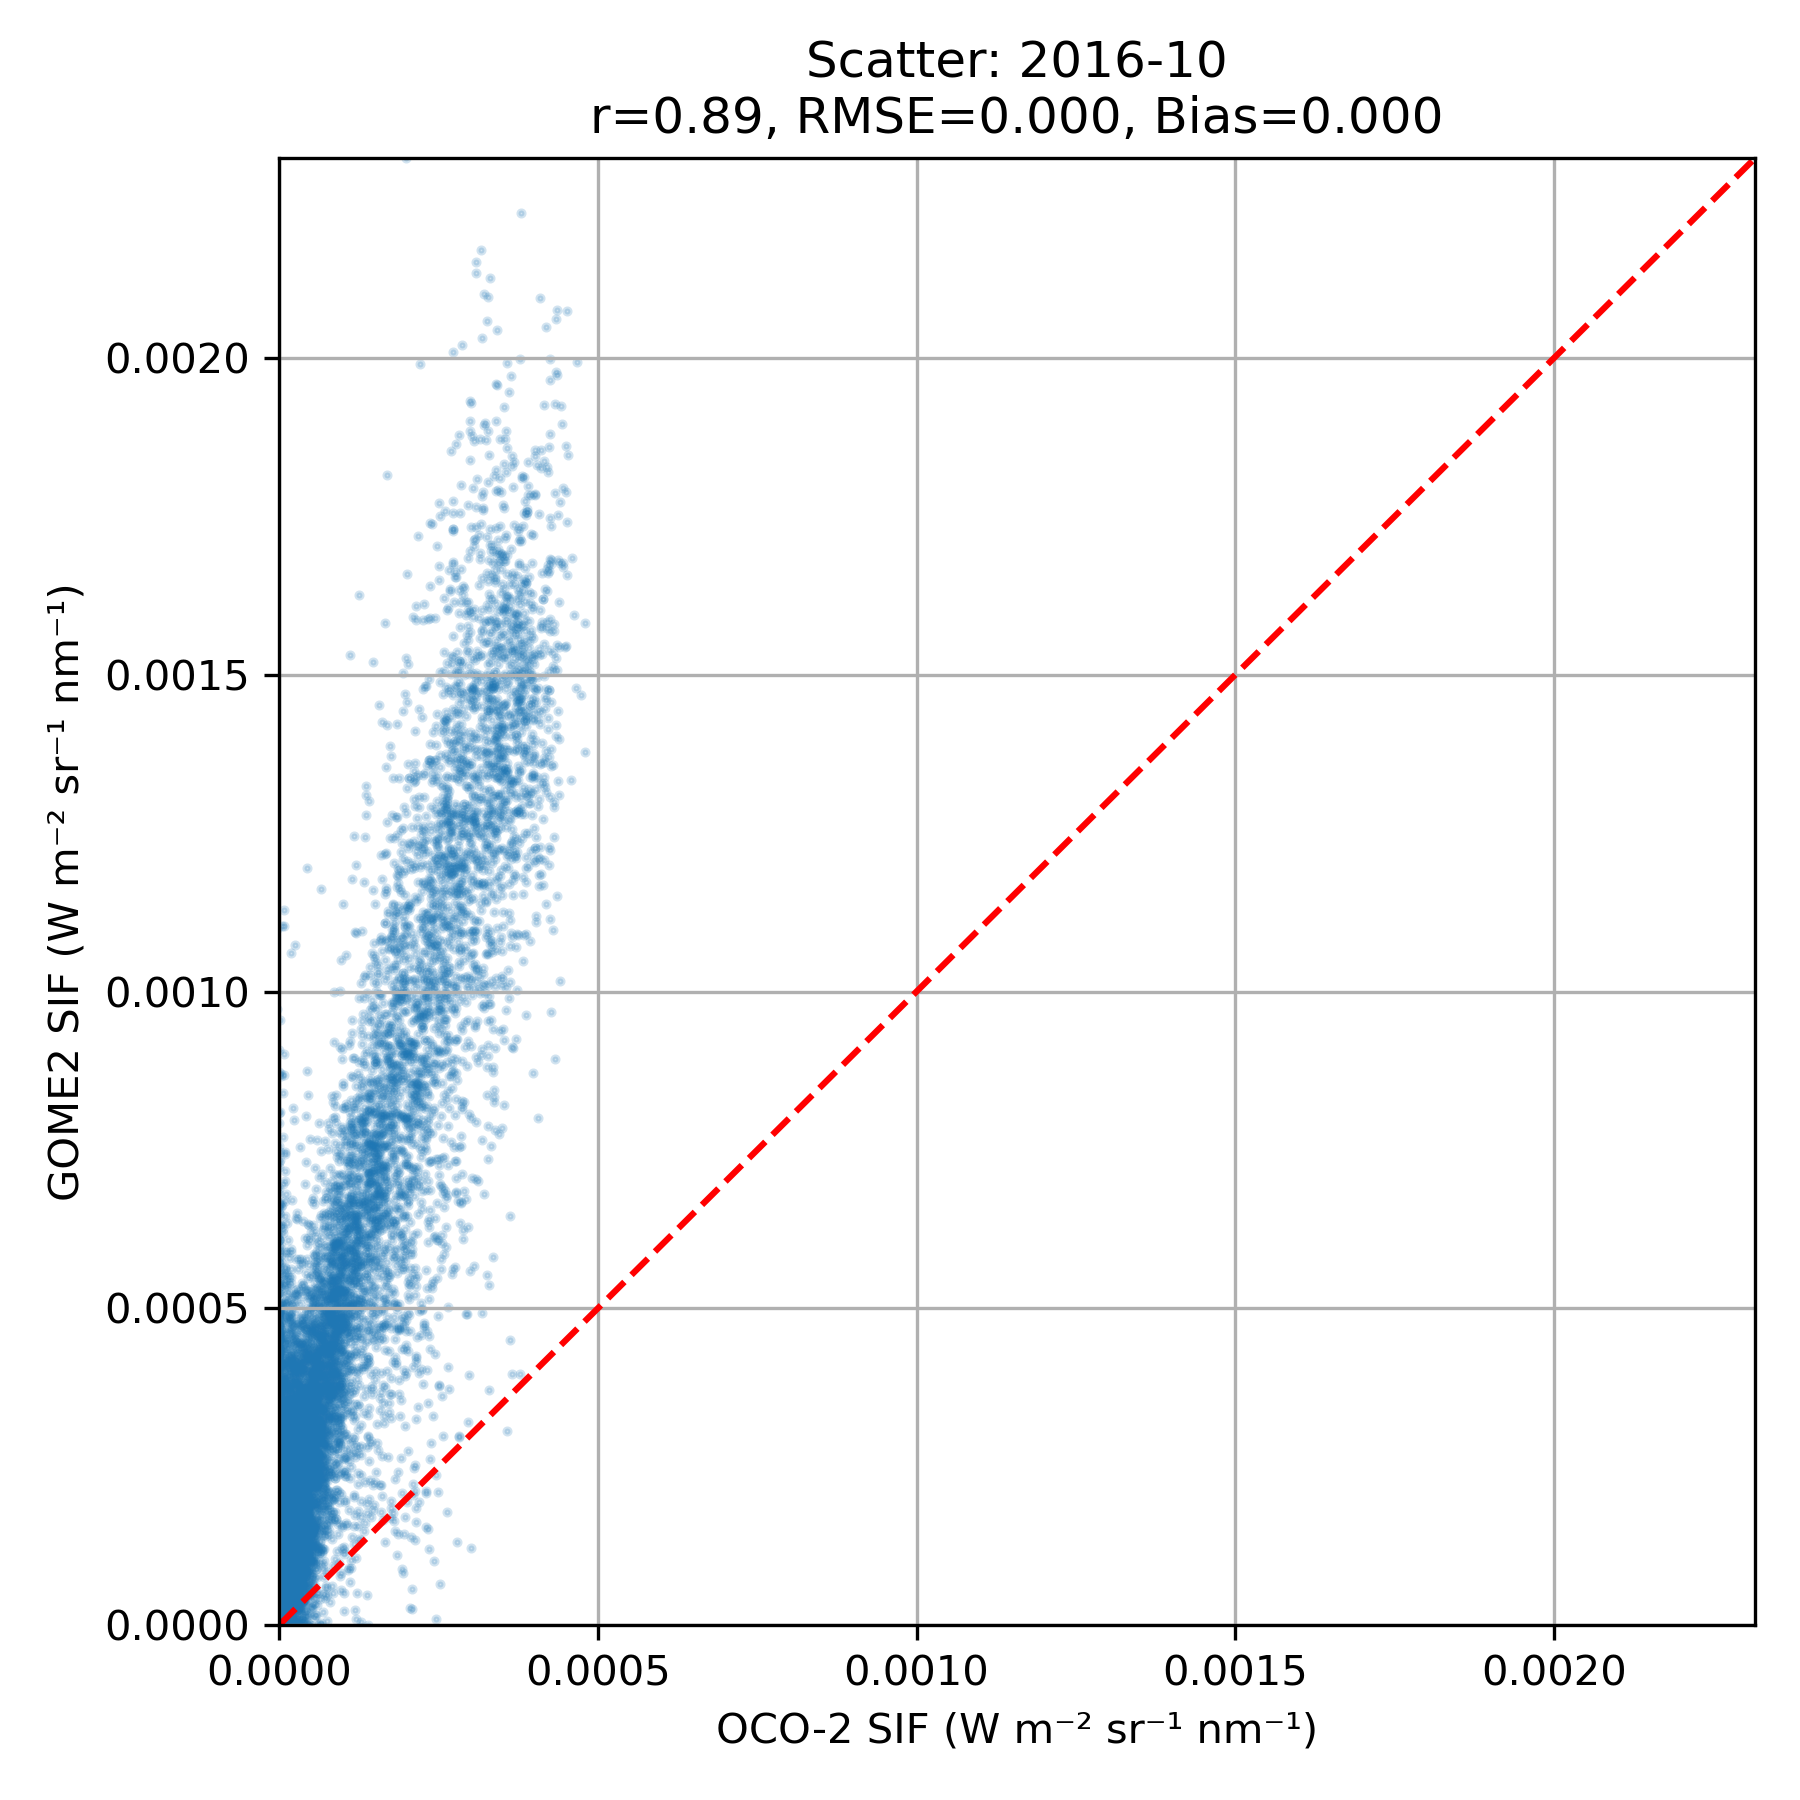 Scatter: 2016-10
r=0.89, RMSE=0.000, Bias=0.000
GOME2 SIF (W m⁻² sr⁻¹ nm⁻¹)
0.0020
0.0015
0.0010
0.0005
0.0000
0.0000 0.0005 0.0010 0.0015 0.0020
OCO-2 SIF (W m⁻² sr⁻¹ nm⁻¹)